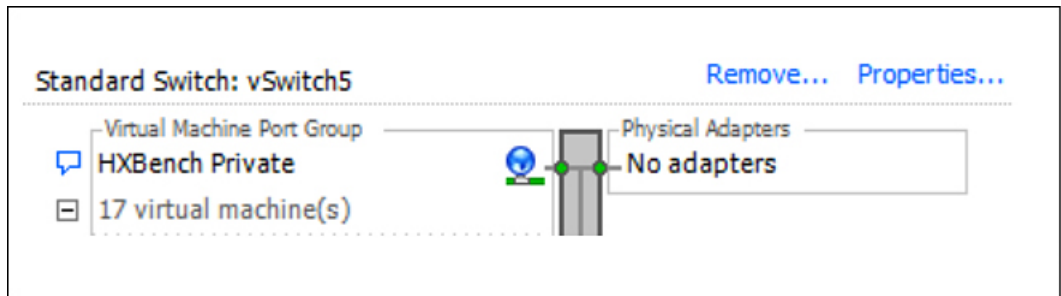 Standard Switch: vSwitch5 Remove... Properties...
Virtual Machine Port Group Physical Adapters
HXBench Private No adapters
17 virtual machine(s)